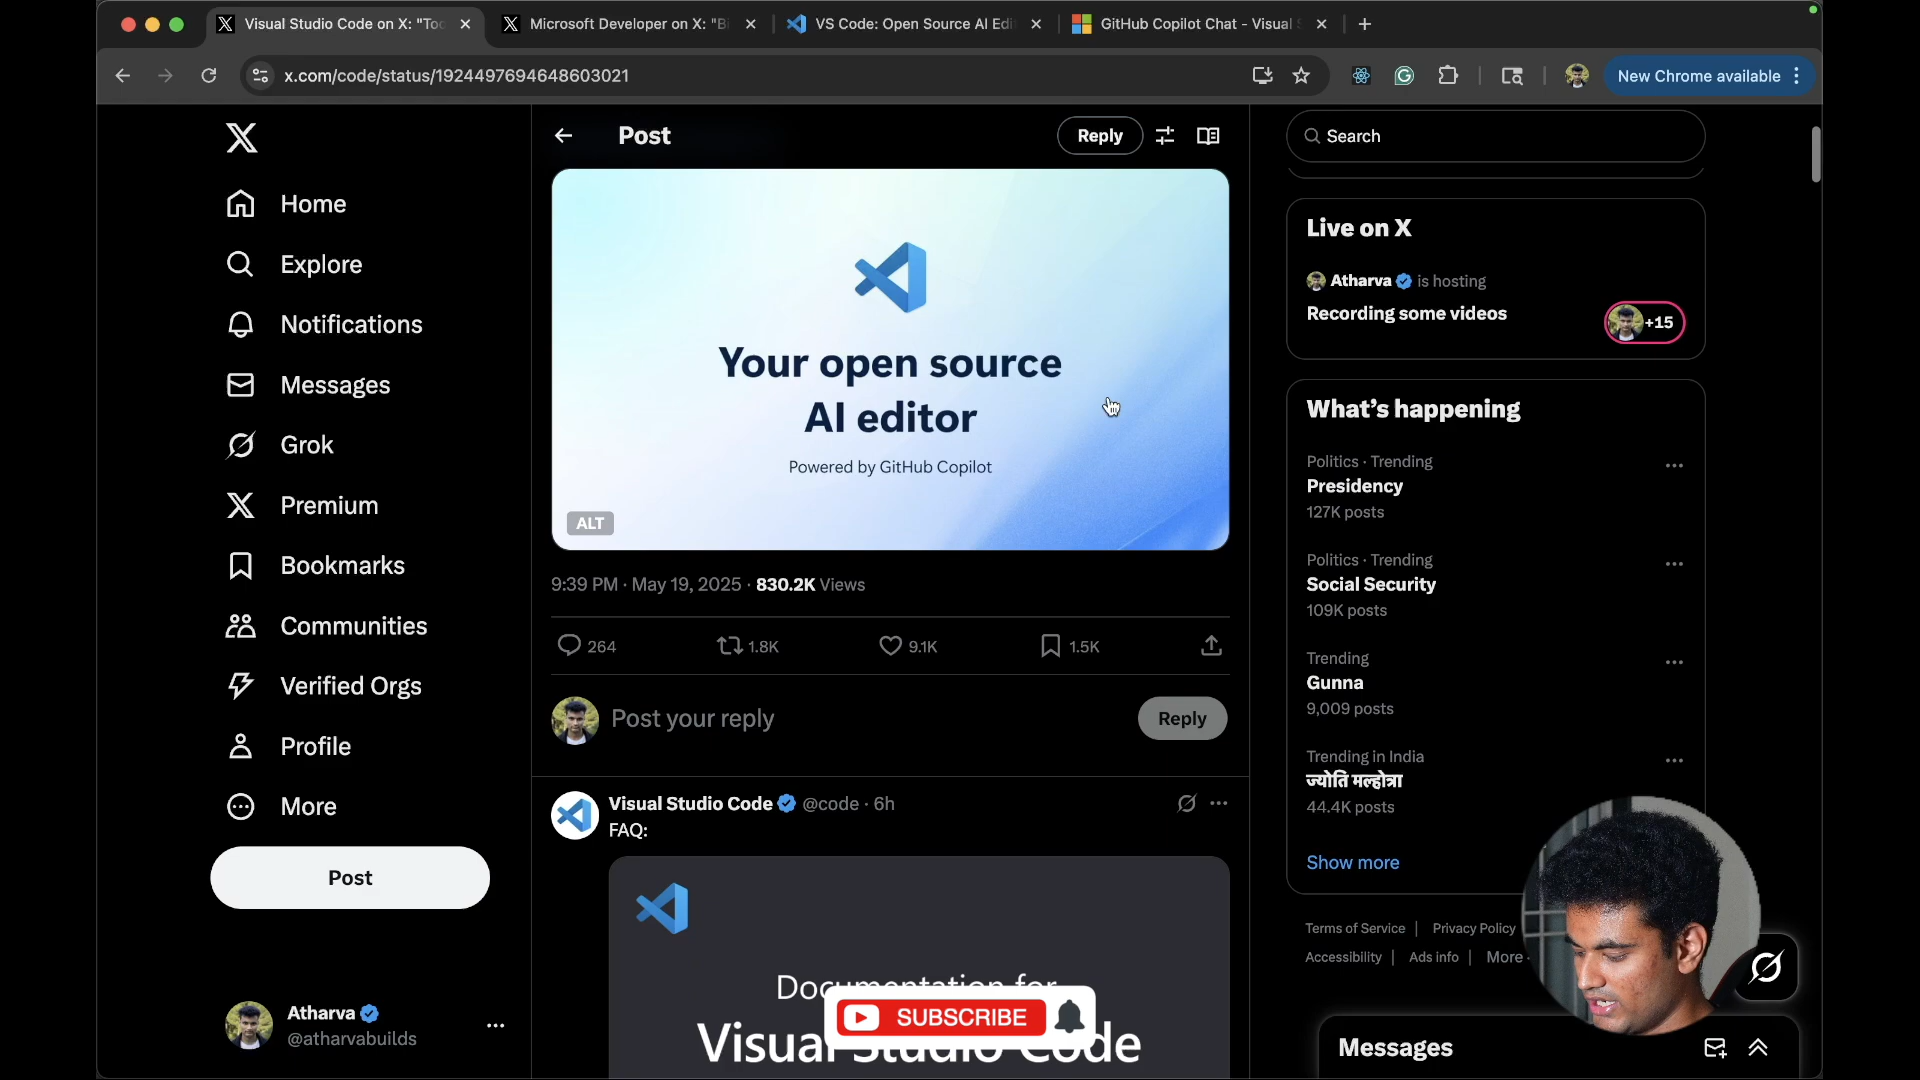 Visual Studio Code on X: "Too
Microsoft Developer on X: "Bi
VS Code: Open Source AI Edi
GitHub Copilot Chat - Visual S
x.com/code/status/1924497694648603021
New Chrome available
Home
Explore
Notifications
Messages
Grok
Premium
Bookmarks
Communities
Verified Orgs
Profile
More
Post
Atharva
@atharvabuilds
Post
Reply
Your open source
AI editor
Powered by GitHub Copilot
ALT
9:39 PM · May 19, 2025 · 830.2K Views
264
1.8K
9.1K
1.5K
Post your reply
Reply
Visual Studio Code @code · 6h
FAQ:
Documentation for
Visual Studio Code
SUBSCRIBE
Search
Live on X
Atharva is hosting
Recording some videos
+15
What's happening
Politics · Trending
Presidency
127K posts
Politics · Trending
Social Security
109K posts
Trending
Gunna
9,009 posts
Trending in India
ज्योति मल्होत्रा
44.4K posts
Show more
Terms of Service | Privacy Policy
Accessibility | Ads info | More ·
Messages